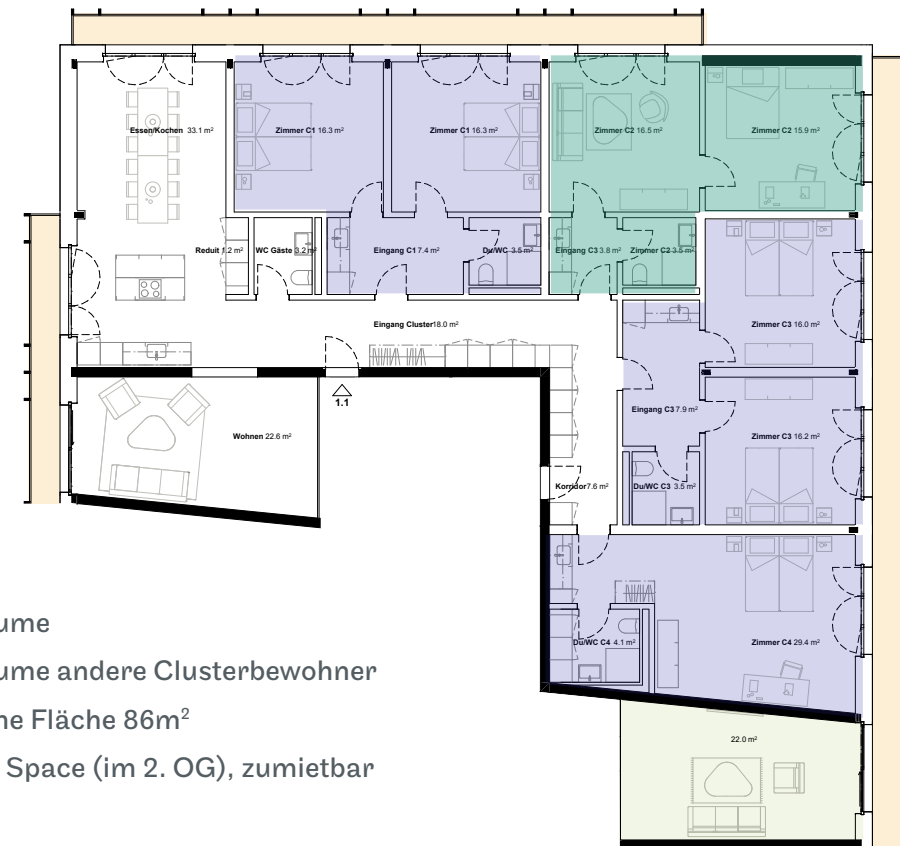 Essen/Kochen 33.1 m²
Zimmer C1 16.3 m²
Zimmer C1 16.3 m²
Zimmer C2 16.5 m²
Zimmer C2 15.9 m²
Reduit 1.2 m²
WC Gäste 3.2 m²
Eingang C1 7.4 m²
Du/WC 3.5 m²
Eingang C3 3.8 m²
Zimmer C2 3.5 m²
Eingang Cluster 18.0 m²
Zimmer C3 16.0 m²
1.1
Eingang C3 7.9 m²
Wohnen 22.6 m²
Zimmer C3 16.2 m²
Korridor 7.6 m²
Du/WC C3 3.5 m²
Du/WC C4 4.1 m²
Zimmer C4 29.4 m²
22.0 m²
ume
ume andere Clusterbewohner
ne Fläche 86m²
Space (im 2. OG), zumietbar